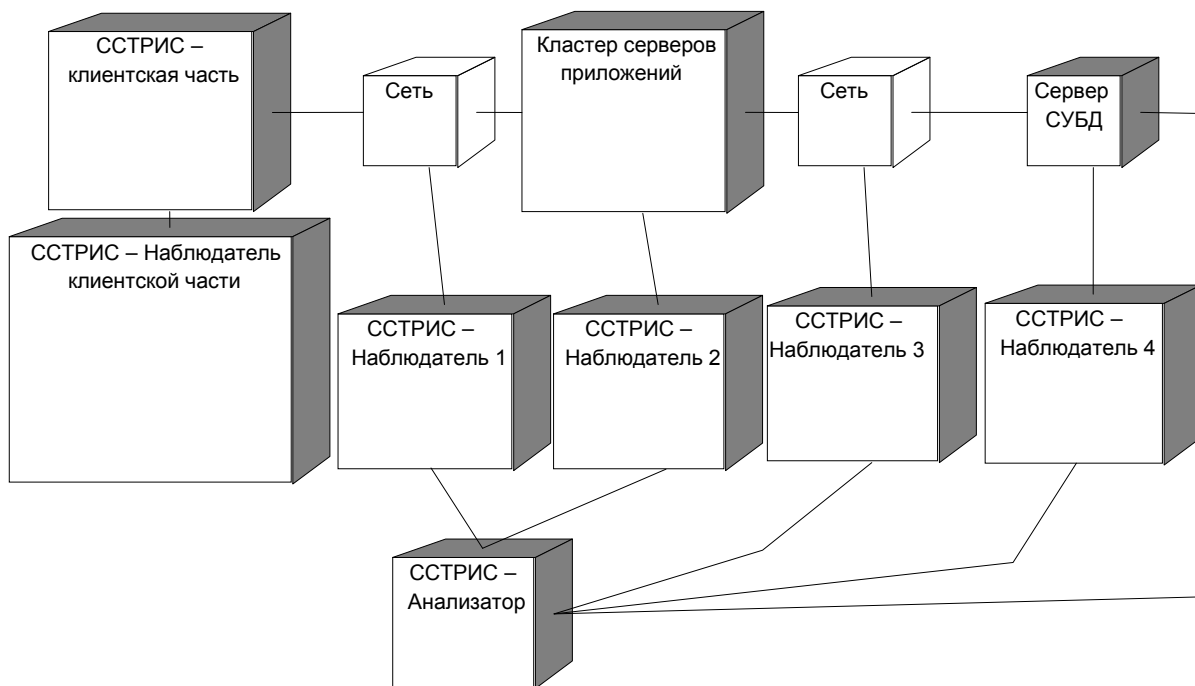 ССТРИС –
клиентская часть
Сеть
Кластер серверов
приложений
Сеть
Сервер
СУБД
ССТРИС – Наблюдатель
клиентской части
ССТРИС –
Наблюдатель 1
ССТРИС –
Наблюдатель 2
ССТРИС –
Наблюдатель 3
ССТРИС –
Наблюдатель 4
ССТРИС –
Анализатор